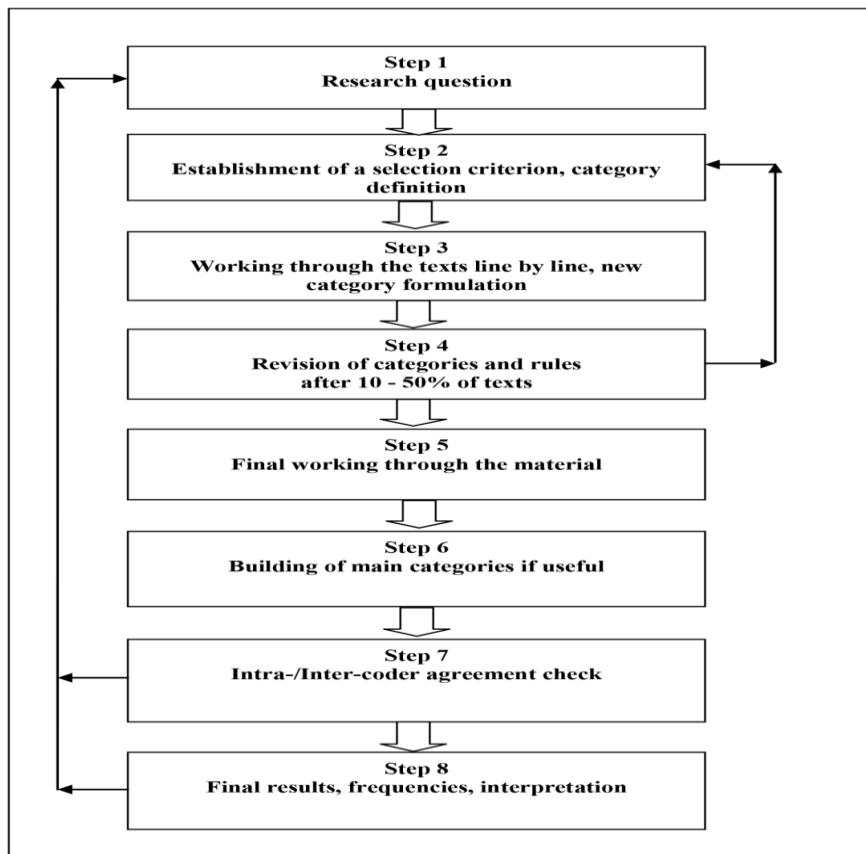 Step 1
Research question
Step 2
Establishment of a selection criterion, category
definition
Step 3
Working through the texts line by line, new
category formulation
Step 4
Revision of categories and rules
after 10 - 50% of texts
Step 5
Final working through the material
Step 6
Building of main categories if useful
Step 7
Intra-/Inter-coder agreement check
Step 8
Final results, frequencies, interpretation